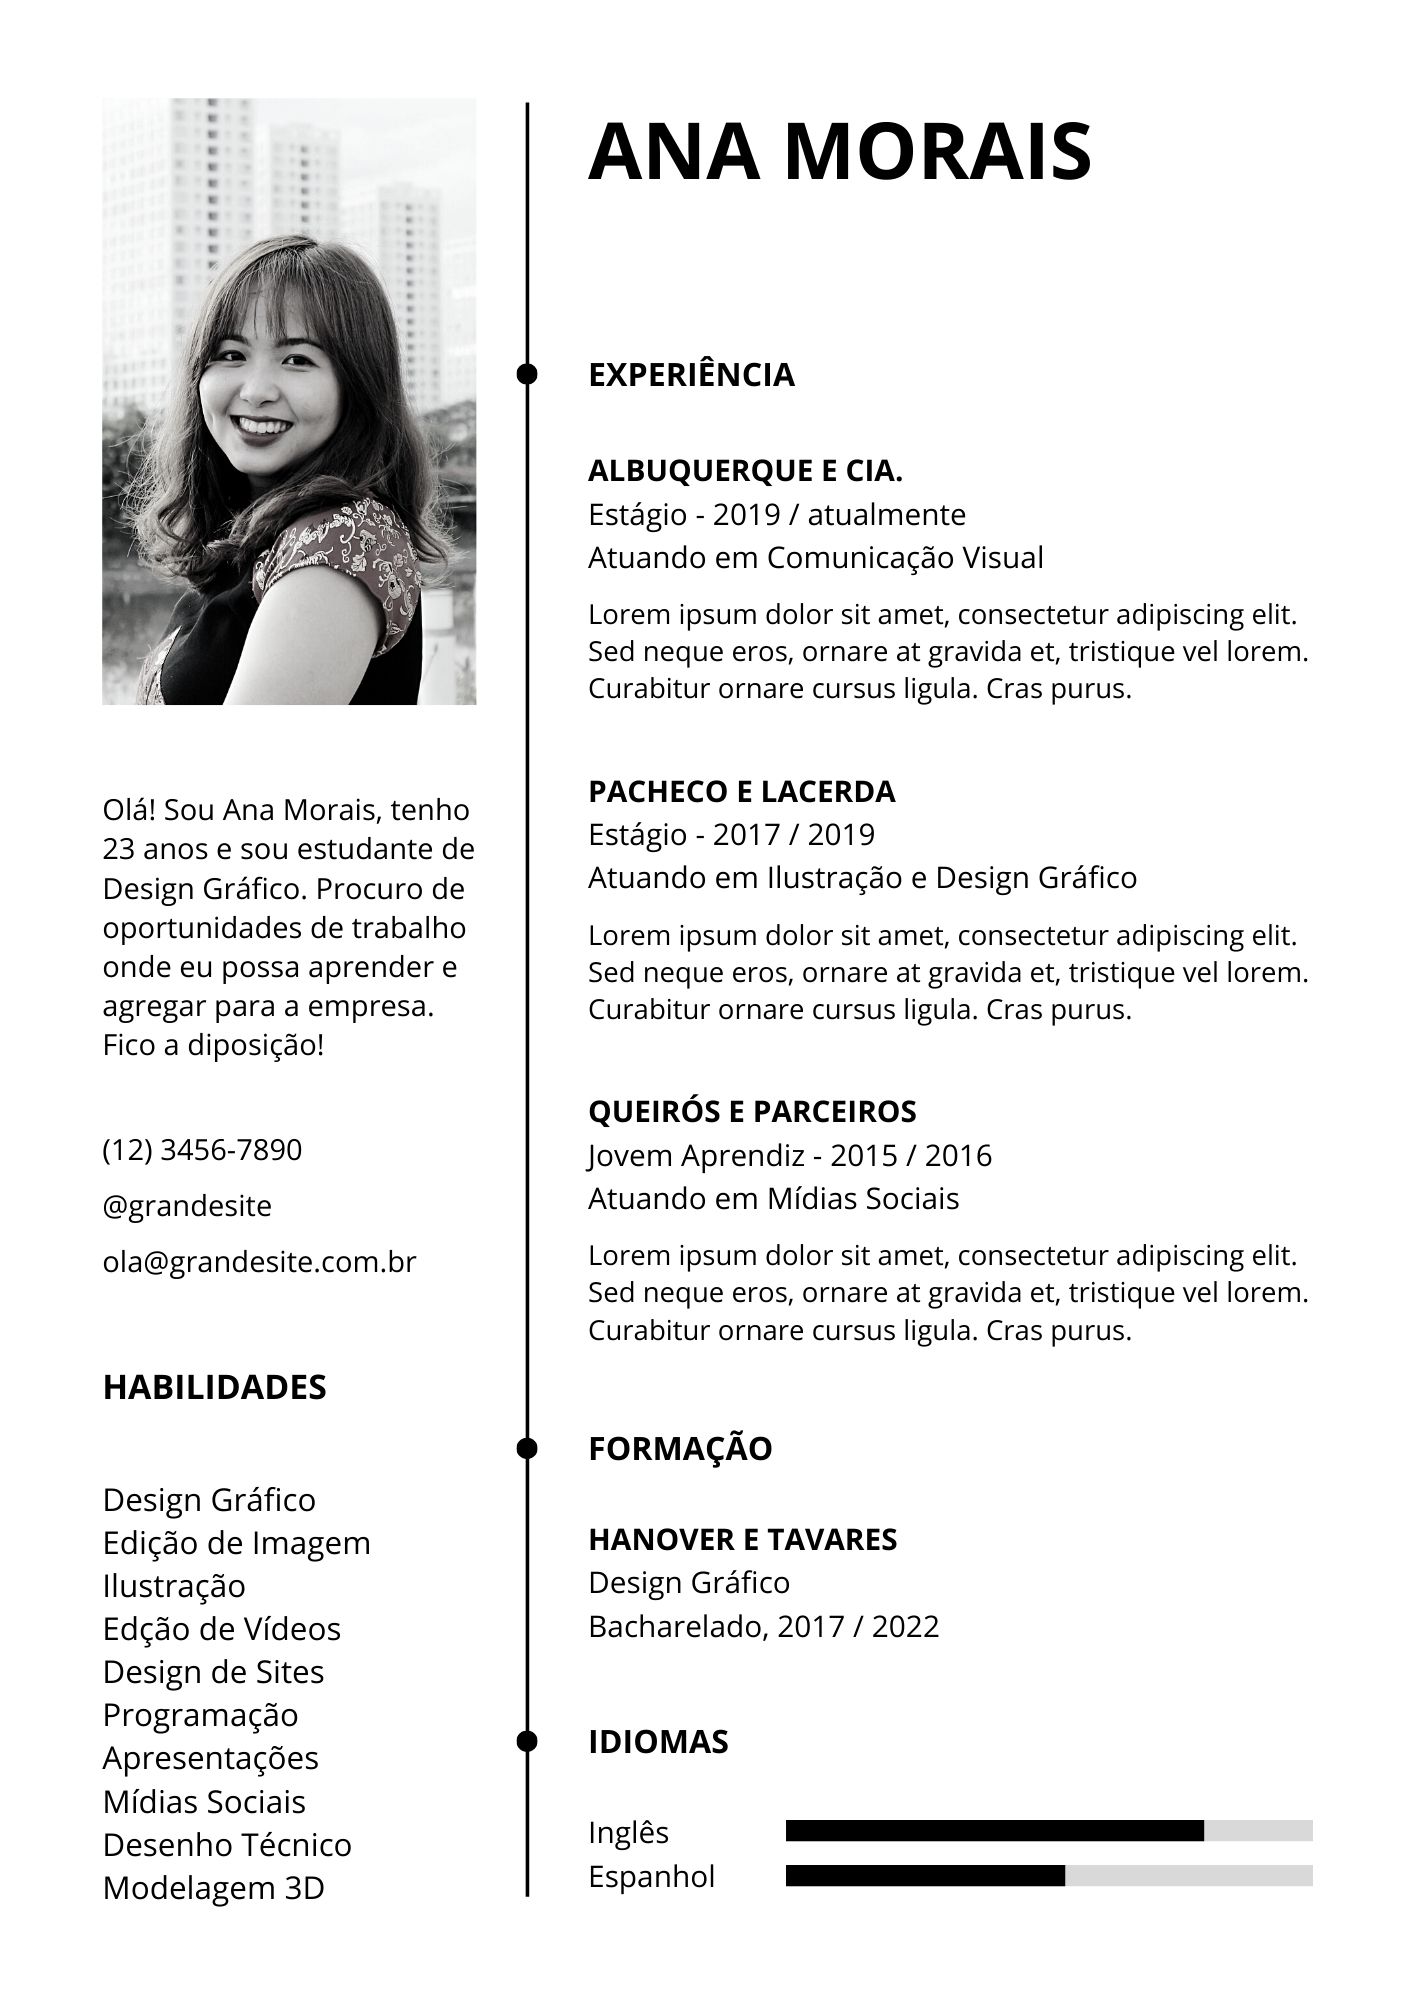 ANA MORAIS
Olá! Sou Ana Morais, tenho
23 anos e sou estudante de
Design Gráfico. Procuro de
oportunidades de trabalho
onde eu possa aprender e
agregar para a empresa.
Fico a diposição!
(12) 3456-7890
@grandesite
ola@grandesite.com.br
HABILIDADES
Design Gráfico
Edição de Imagem
Ilustração
Edção de Vídeos
Design de Sites
Programação
Apresentações
Mídias Sociais
Desenho Técnico
Modelagem 3D
EXPERIÊNCIA
ALBUQUERQUE E CIA.
Estágio - 2019 / atualmente
Atuando em Comunicação Visual
Lorem ipsum dolor sit amet, consectetur adipiscing elit.
Sed neque eros, ornare at gravida et, tristique vel lorem.
Curabitur ornare cursus ligula. Cras purus.
PACHECO E LACERDA
Estágio - 2017 / 2019
Atuando em Ilustração e Design Gráfico
Lorem ipsum dolor sit amet, consectetur adipiscing elit.
Sed neque eros, ornare at gravida et, tristique vel lorem.
Curabitur ornare cursus ligula. Cras purus.
QUEIRÓS E PARCEIROS
Jovem Aprendiz - 2015 / 2016
Atuando em Mídias Sociais
Lorem ipsum dolor sit amet, consectetur adipiscing elit.
Sed neque eros, ornare at gravida et, tristique vel lorem.
Curabitur ornare cursus ligula. Cras purus.
FORMAÇÃO
HANOVER E TAVARES
Design Gráfico
Bacharelado, 2017 / 2022
IDIOMAS
Inglês
Espanhol